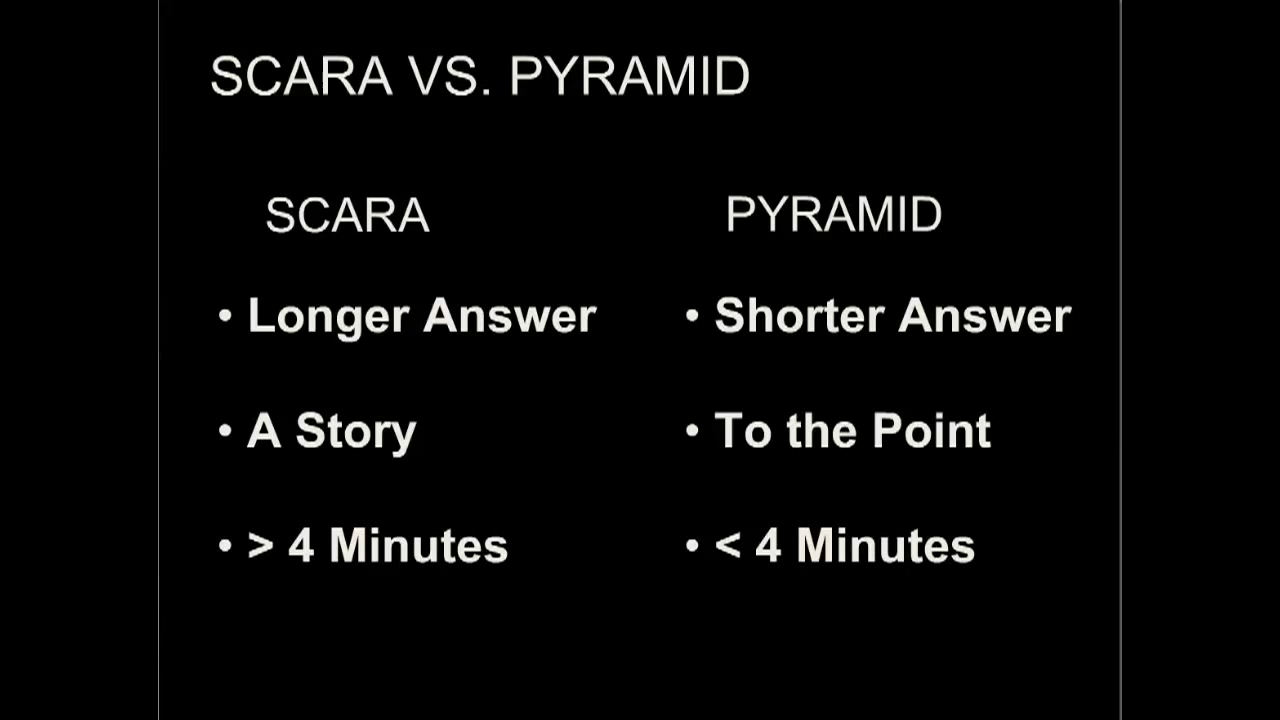 SCARA VS. PYRAMID
SCARA
• Longer Answer
• A Story
• > 4 Minutes
PYRAMID
• Shorter Answer
• To the Point
• < 4 Minutes